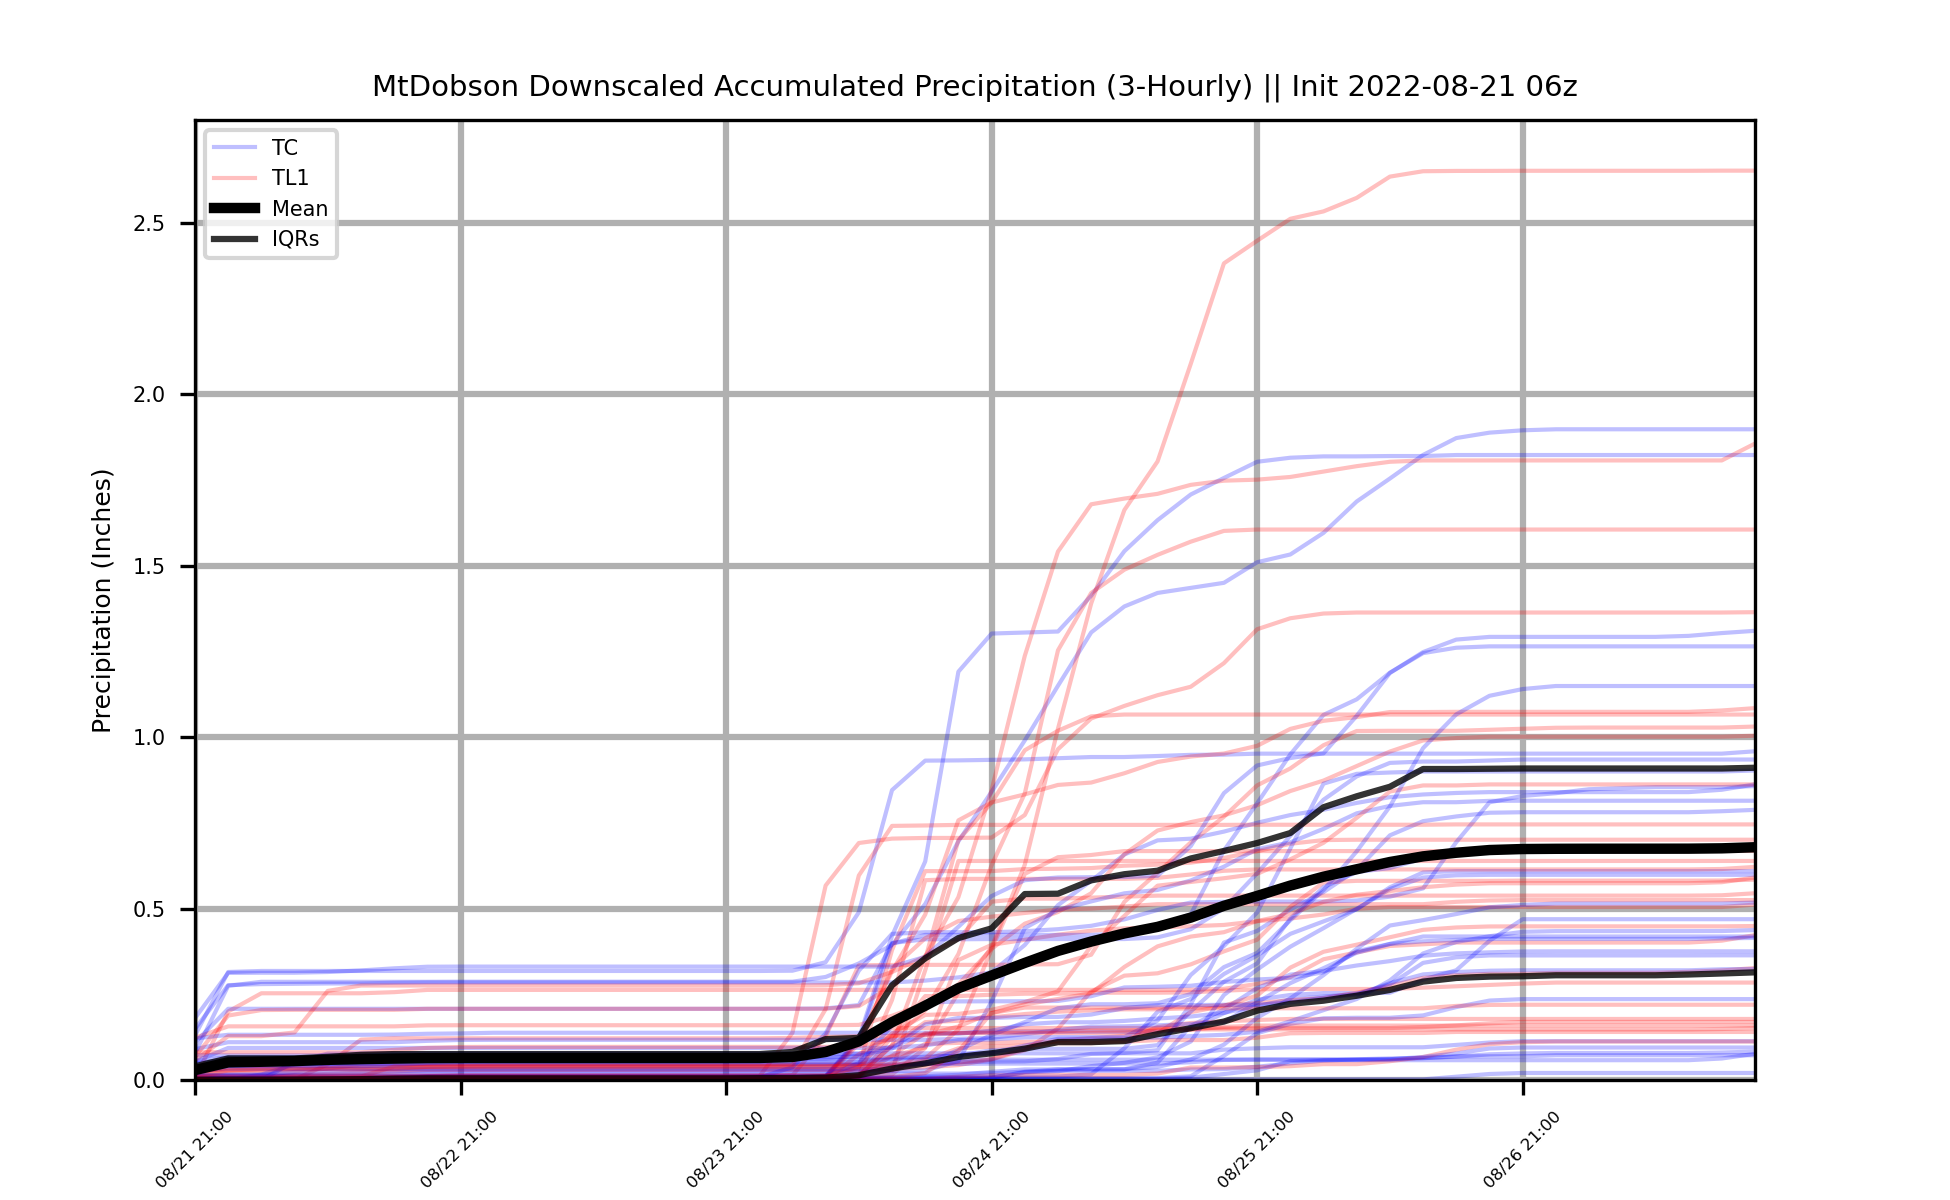 MtDobson Downscaled Accumulated Precipitation (3-Hourly) || Init 2022-08-21 06z
TC
TL1
Mean
IQRs
Precipitation (Inches)
2.5
2.0
1.5
1.0
0.5
0.0
08/21 21:00
08/22 21:00
08/23 21:00
08/24 21:00
08/25 21:00
08/26 21:00